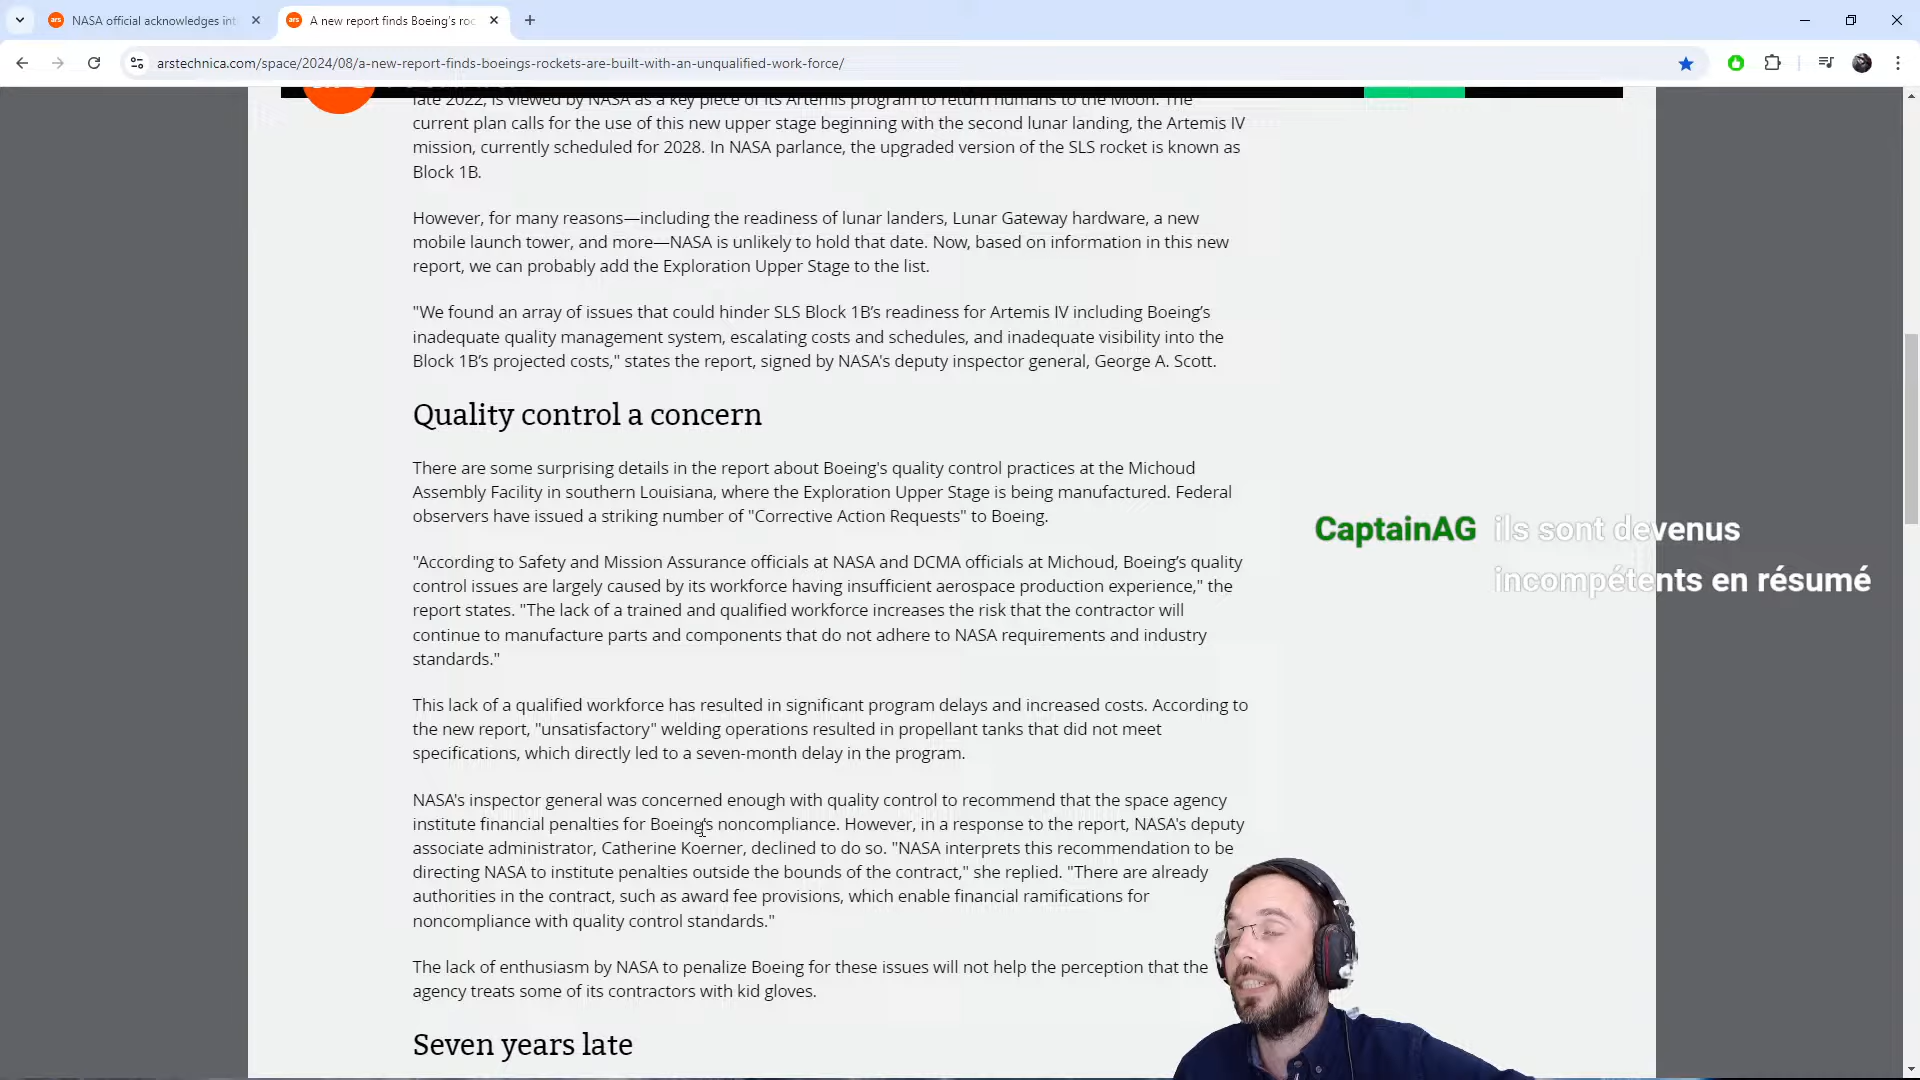 NASA official acknowledges int
A new report finds Boeing's roc
arstechnica.com/space/2024/08/a-new-report-finds-boeings-rockets-are-built-with-an-unqualified-work-force/
late 2022, is viewed by NASA as a key piece of its Artemis program to return humans to the Moon. The
current plan calls for the use of this new upper stage beginning with the second lunar landing, the Artemis IV
mission, currently scheduled for 2028. In NASA parlance, the upgraded version of the SLS rocket is known as
Block 1B.
However, for many reasons—including the readiness of lunar landers, Lunar Gateway hardware, a new
mobile launch tower, and more—NASA is unlikely to hold that date. Now, based on information in this new
report, we can probably add the Exploration Upper Stage to the list.
"We found an array of issues that could hinder SLS Block 1B’s readiness for Artemis IV including Boeing’s
inadequate quality management system, escalating costs and schedules, and inadequate visibility into the
Block 1B’s projected costs," states the report, signed by NASA's deputy inspector general, George A. Scott.
Quality control a concern
There are some surprising details in the report about Boeing's quality control practices at the Michoud
Assembly Facility in southern Louisiana, where the Exploration Upper Stage is being manufactured. Federal
observers have issued a striking number of "Corrective Action Requests" to Boeing.
CaptainAG ils sont devenus
incompétents en résumé
"According to Safety and Mission Assurance officials at NASA and DCMA officials at Michoud, Boeing’s quality
control issues are largely caused by its workforce having insufficient aerospace production experience," the
report states. "The lack of a trained and qualified workforce increases the risk that the contractor will
continue to manufacture parts and components that do not adhere to NASA requirements and industry
standards."
This lack of a qualified workforce has resulted in significant program delays and increased costs. According to
the new report, "unsatisfactory" welding operations resulted in propellant tanks that did not meet
specifications, which directly led to a seven-month delay in the program.
NASA's inspector general was concerned enough with quality control to recommend that the space agency
institute financial penalties for Boeing's noncompliance. However, in a response to the report, NASA's deputy
associate administrator, Catherine Koerner, declined to do so. "NASA interprets this recommendation to be
directing NASA to institute penalties outside the bounds of the contract," she replied. "There are already
authorities in the contract, such as award fee provisions, which enable financial ramifications for
noncompliance with quality control standards."
The lack of enthusiasm by NASA to penalize Boeing for these issues will not help the perception that the
agency treats some of its contractors with kid gloves.
Seven years late